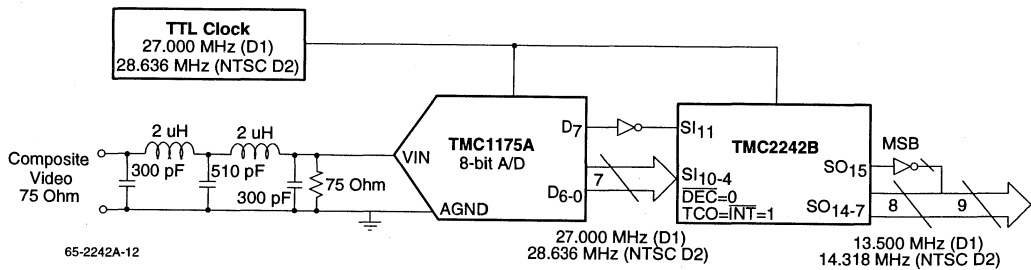 TTL Clock
27.000 MHz (D1)
28.636 MHz (NTSC D2)
Composite
Video
75 Ohm
2 uH
2 uH
300 pF
510 pF
300 pF
75 Ohm
VIN
TMC1175A
8-bit A/D
AGND
D7
D6-0
7
27.000 MHz (D1)
28.636 MHz (NTSC D2)
SI11
TMC2242B
SI10-4
DEC=0
TCO=INT=1
SO15
SO14-7
MSB
8
9
13.500 MHz (D1)
14.318 MHz (NTSC D2)
65-2242A-12